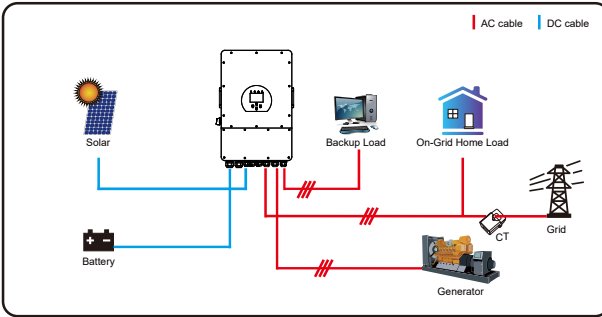 AC cable
DC cable
Solar
Backup Load
On-Grid Home Load
Battery
CT
Grid
Generator